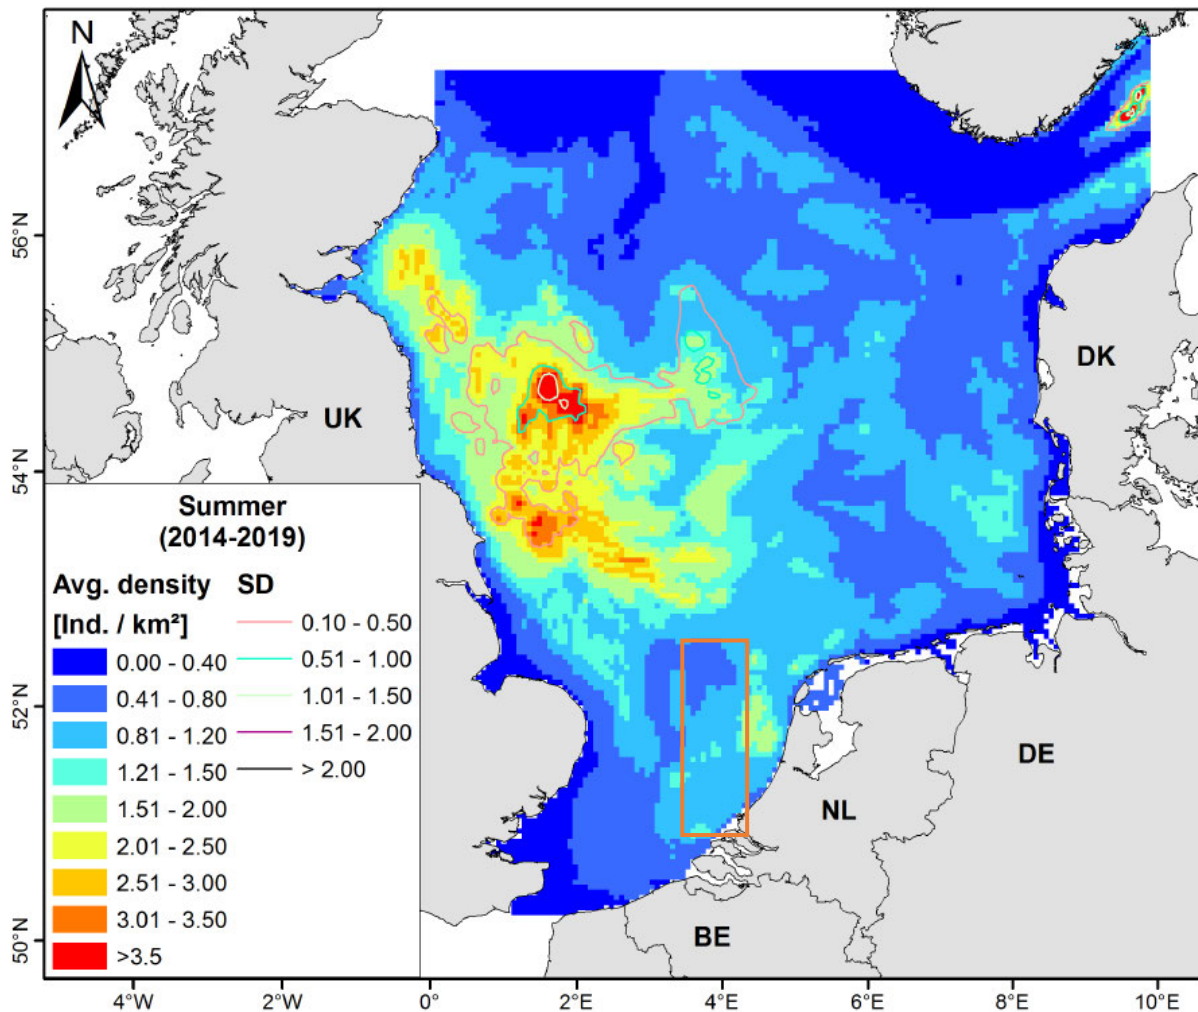 N
UK
DK
DE
NL
BE
56°N
54°N
52°N
50°N
4°W
2°W
0°
2°E
4°E
6°E
8°E
10°E
Summer
(2014-2019)
Avg. density SD
[Ind. / km²]
0.10 - 0.50
0.00 - 0.40
0.51 - 1.00
0.41 - 0.80
1.01 - 1.50
0.81 - 1.20
1.51 - 2.00
1.21 - 1.50
> 2.00
1.51 - 2.00
2.01 - 2.50
2.51 - 3.00
3.01 - 3.50
>3.5